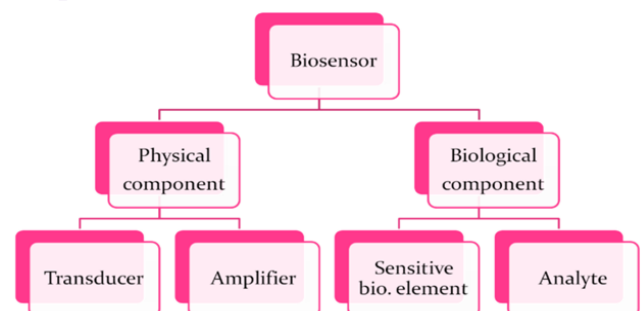 Biosensor
Physical
component
Biological
component
Transducer
Amplifier
Sensitive
bio. element
Analyte